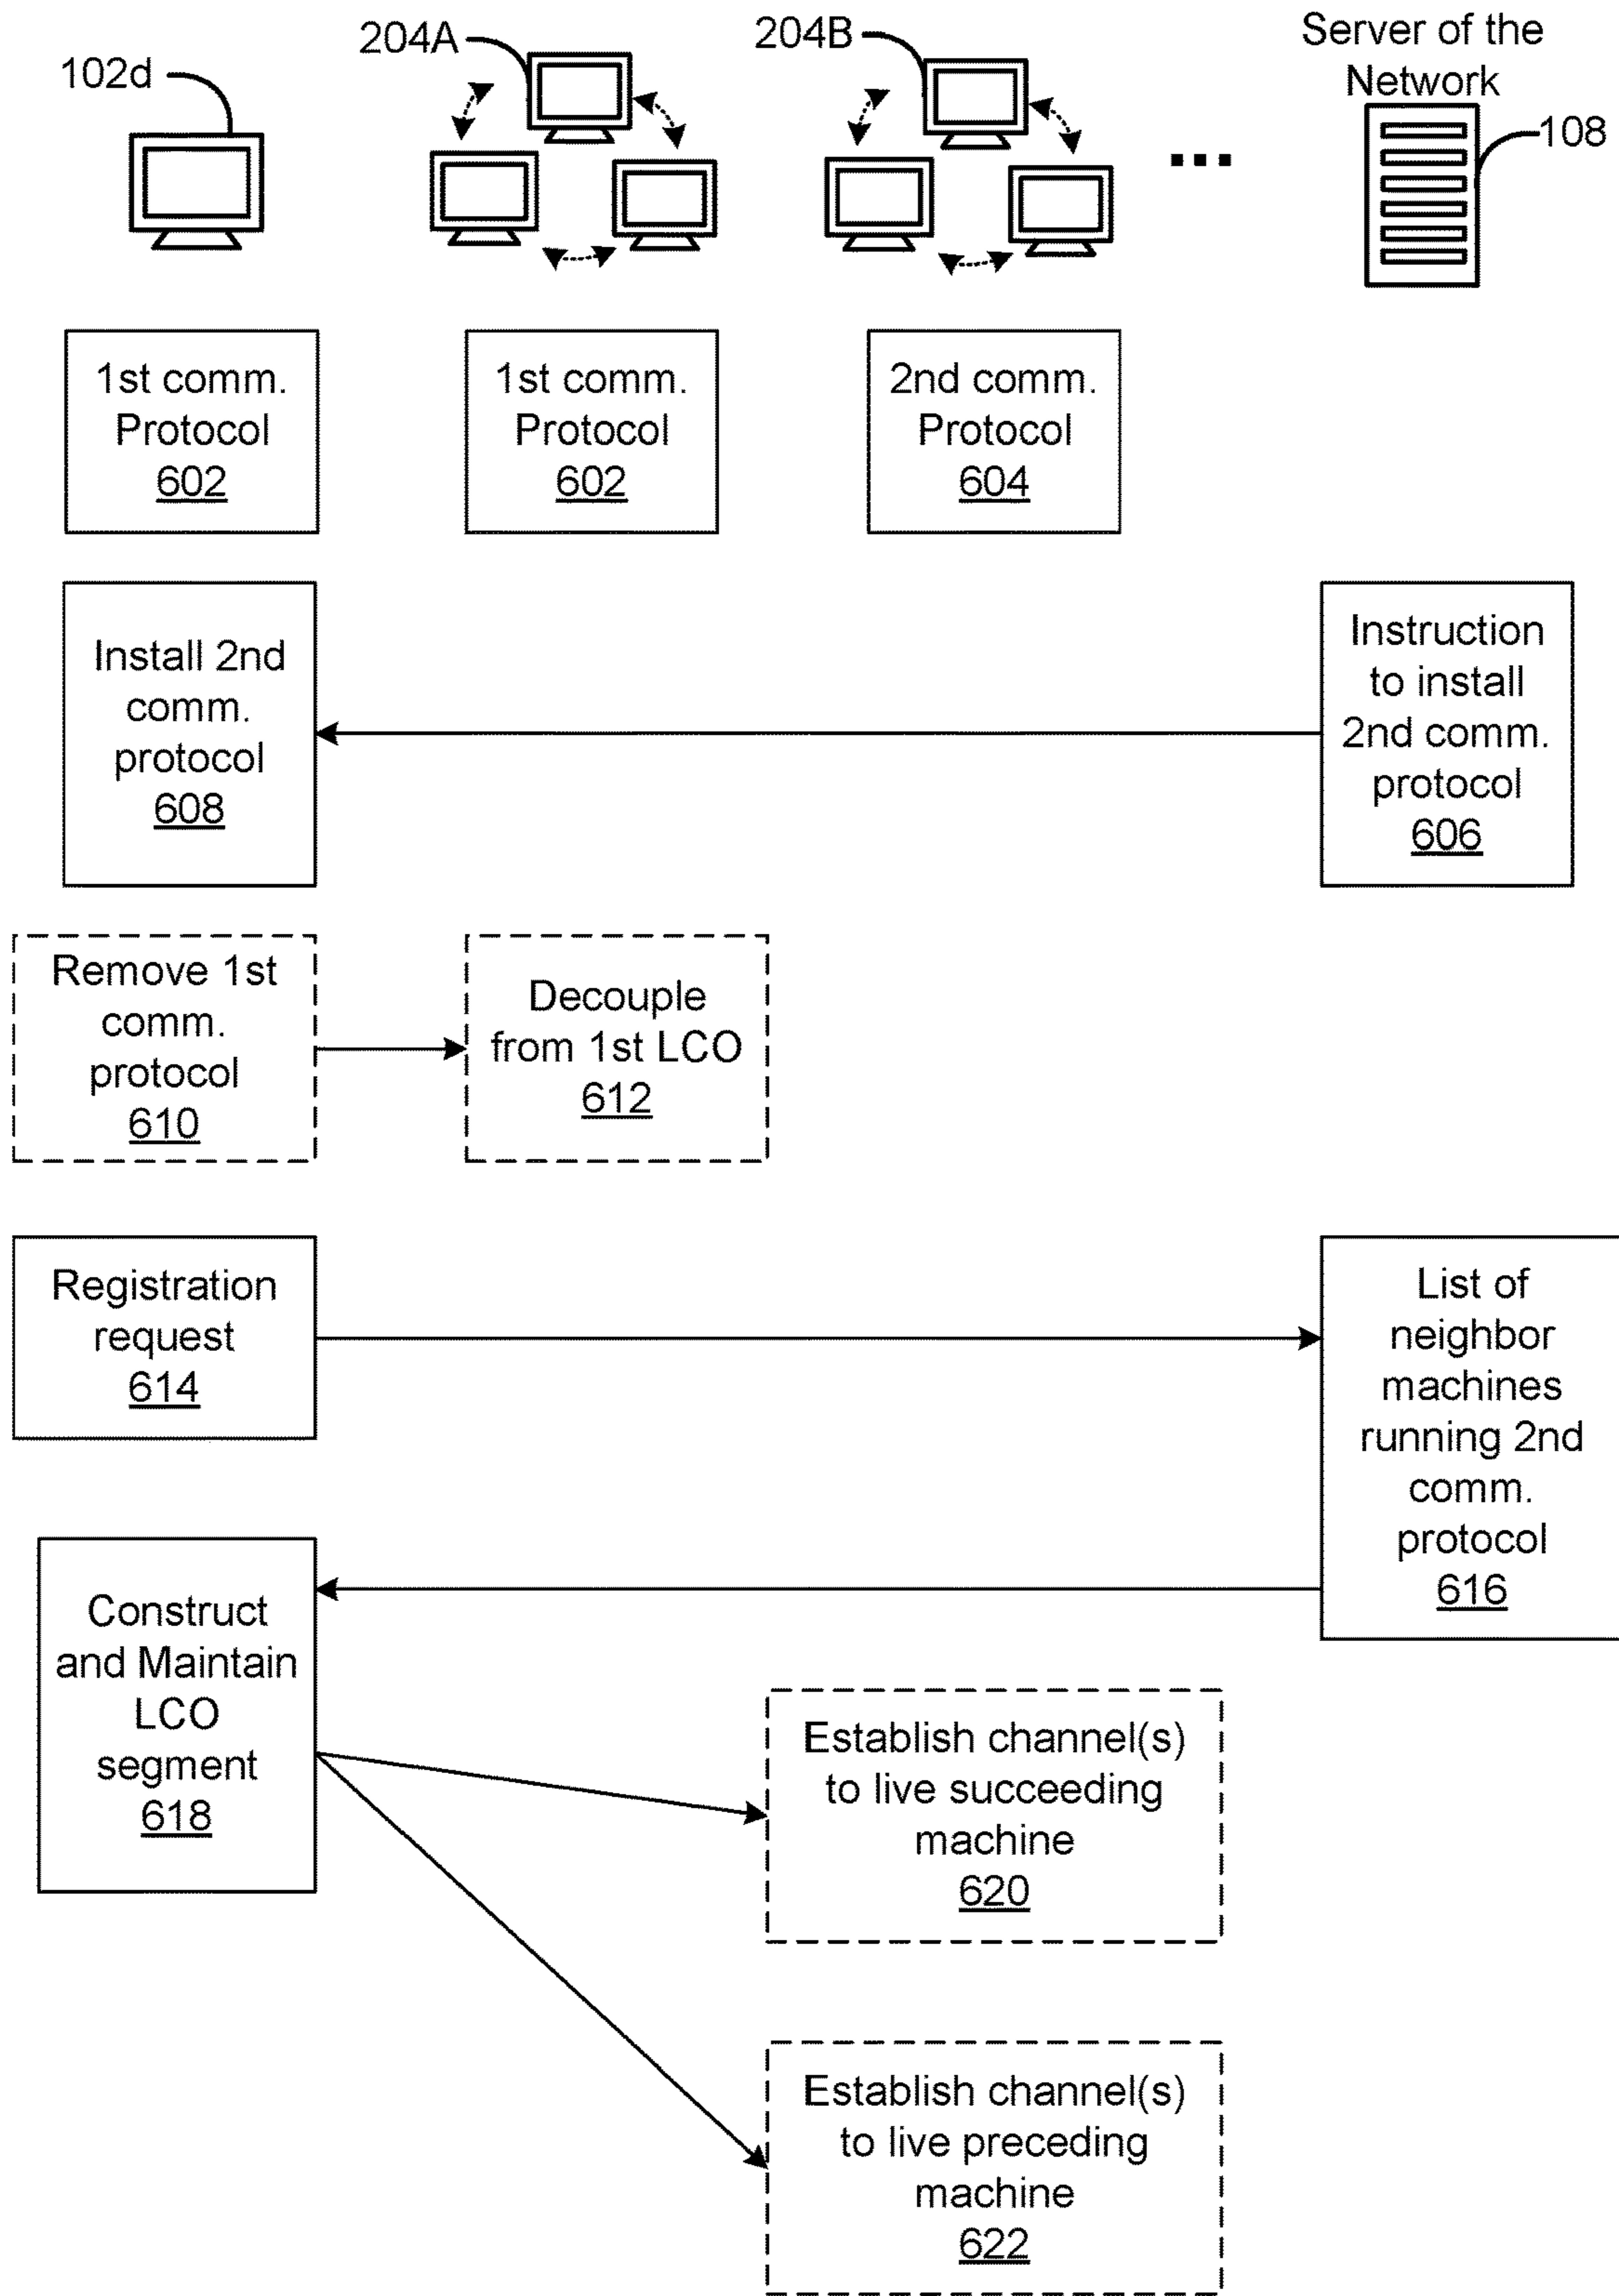 102d
204A
204B
Server of the
Network
108
1st comm.
Protocol
602
1st comm.
Protocol
602
2nd comm.
Protocol
604
Install 2nd
comm.
protocol
608
Instruction
to install
2nd comm.
protocol
606
Remove 1st
comm.
protocol
610
Decouple
from 1st LCO
612
Registration
request
614
List of
neighbor
machines
running 2nd
comm.
protocol
616
Construct
and Maintain
LCO
segment
618
Establish channel(s)
to live succeeding
machine
620
Establish channel(s)
to live preceding
machine
622